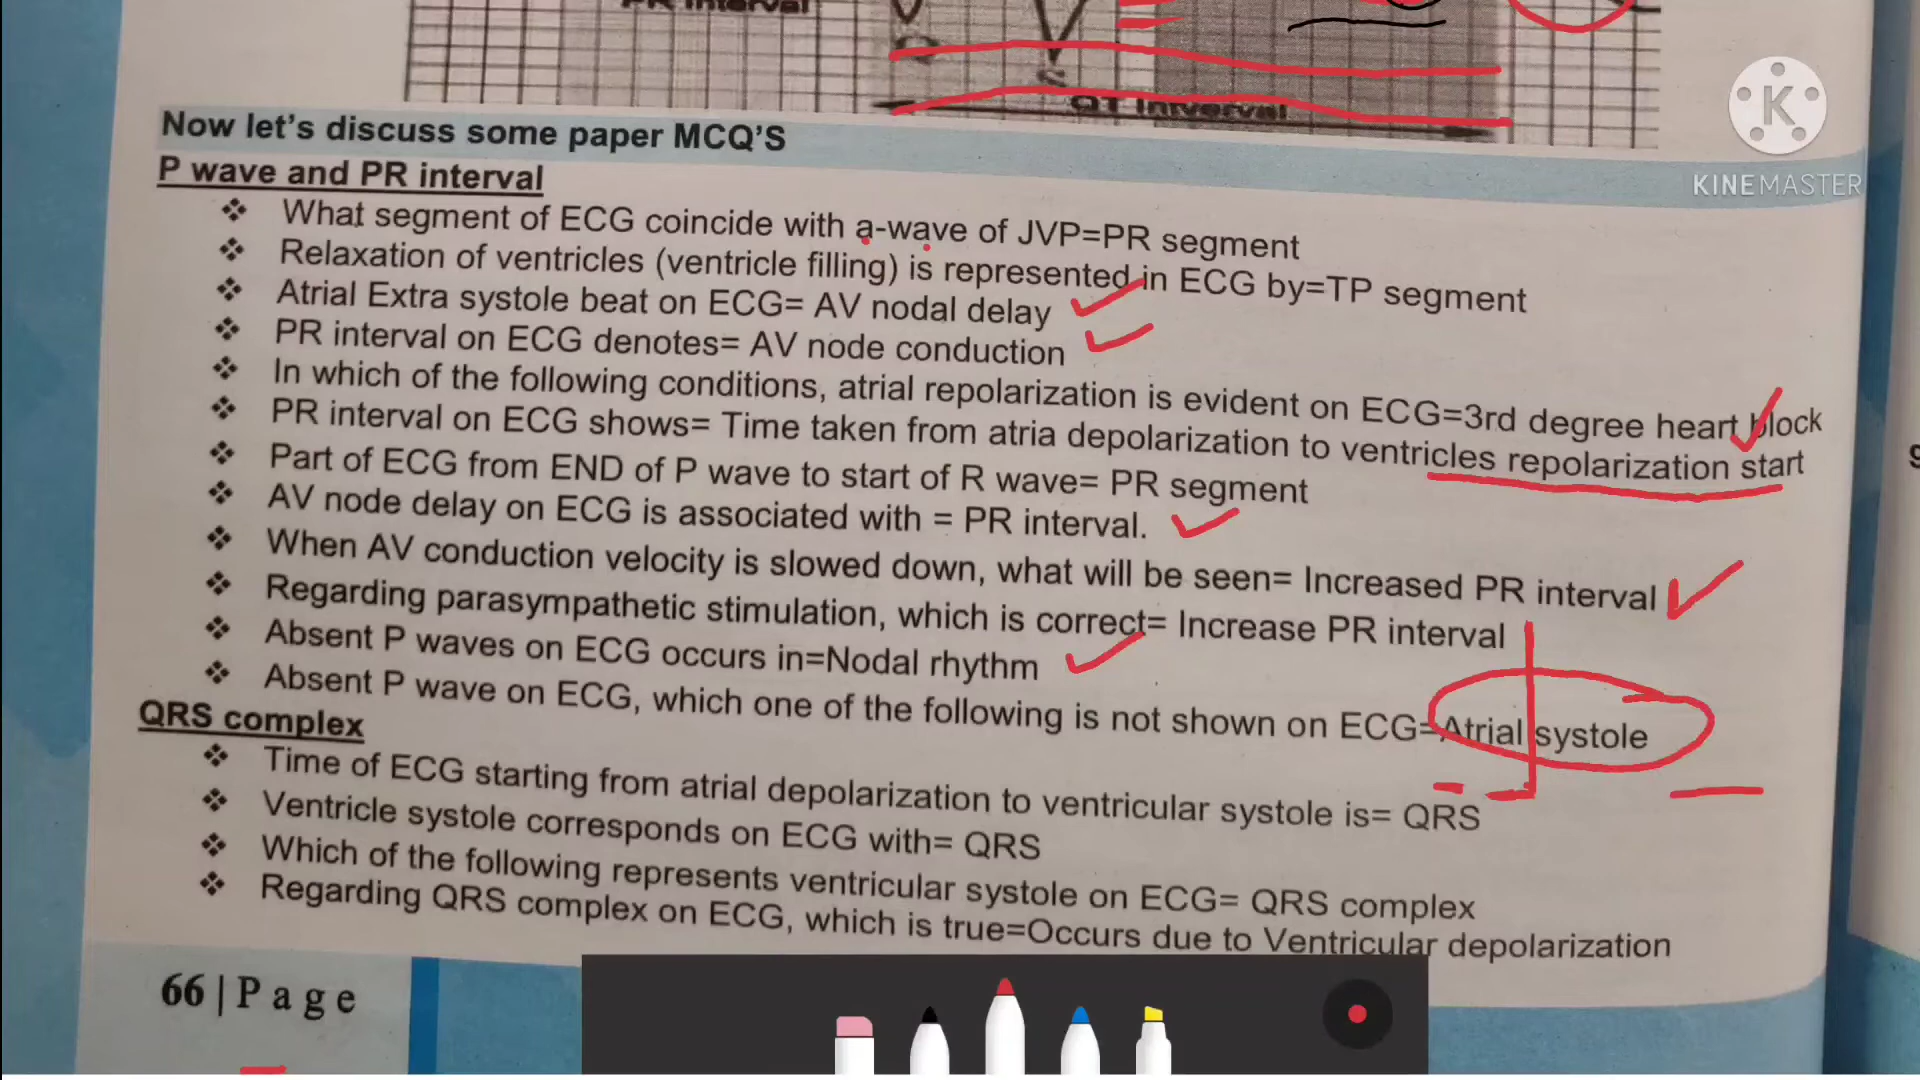 PR Interval
Q
S
QT Interval
K
KINEMASTER
Now let's discuss some paper MCQ'S
P wave and PR interval
What segment of ECG coincide with a-wave of JVP=PR segment
Relaxation of ventricles (ventricle filling) is represented in ECG by=TP segment
Atrial Extra systole beat on ECG= AV nodal delay
PR interval on ECG denotes= AV node conduction
In which of the following conditions, atrial repolarization is evident on ECG=3rd degree heart block
PR interval on ECG shows= Time taken from atria depolarization to ventricles repolarization start
Part of ECG from END of P wave to start of R wave= PR segment
AV node delay on ECG is associated with = PR interval.
When AV conduction velocity is slowed down, what will be seen= Increased PR interval
Regarding parasympathetic stimulation, which is correct= Increase PR interval
Absent P waves on ECG occurs in=Nodal rhythm
Absent P wave on ECG, which one of the following is not shown on ECG=Atrial systole
QRS complex
Time of ECG starting from atrial depolarization to ventricular systole is= QRS
Ventricle systole corresponds on ECG with= QRS
Which of the following represents ventricular systole on ECG= QRS complex
Regarding QRS complex on ECG, which is true=Occurs due to Ventricular depolarization
66 | Page